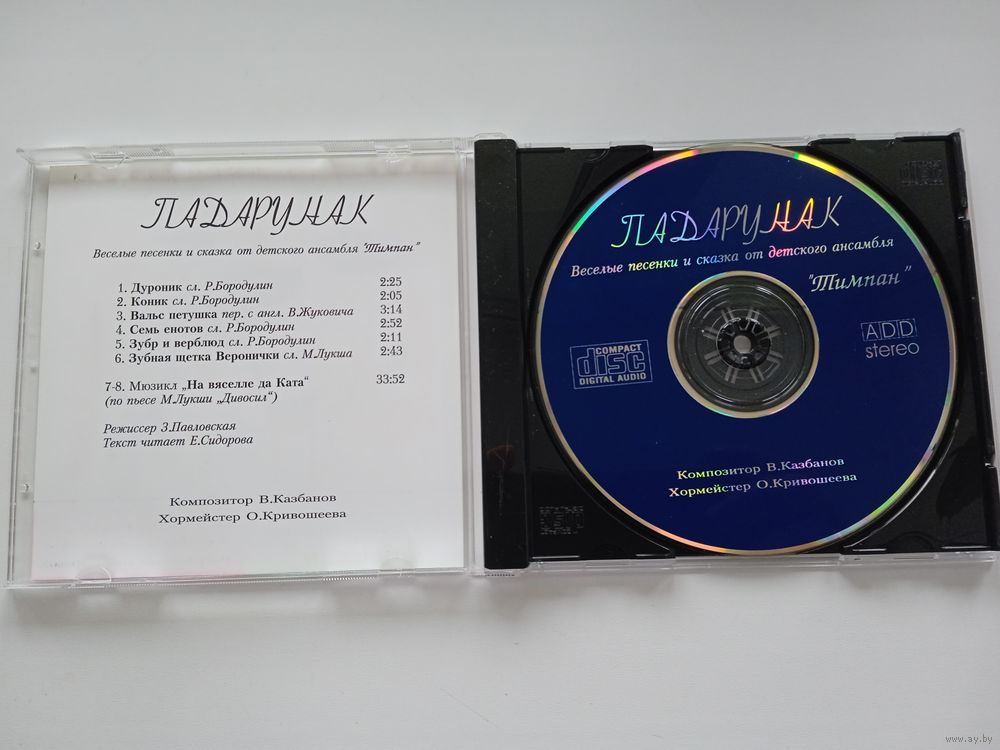 ПАДАРУНАК
Веселые песенки и сказка от детского ансамбля "Тимпан"
1. Дуроник сл. Р.Бородулин 2:25
2. Коник сл. Р.Бородулин 2:05
3. Вальс петушка пер. с англ. В.Жуковича 3:14
4. Семь енотов сл. Р.Бородулин 2:52
5. Зубр и верблюд сл. Р.Бородулин 2:11
6. Зубная щетка Веронички сл. М.Лукша 2:43
7-8. Мюзикл „На вяселле да Ката“ 33:52
(по пьесе М.Лукши „Дивосил“)
Режиссер З.Павловская
Текст читает Е.Сидорова
Композитор В.Казбанов
Хормейстер О.Кривошеева
ПАДАРУНАК
Веселые песенки и сказка от детского ансамбля
"Тимпан"
COMPACT
disc
DIGITAL AUDIO
ADD
stereo
Композитор В.Казбанов
Хормейстер О.Кривошеева
www.ay.by